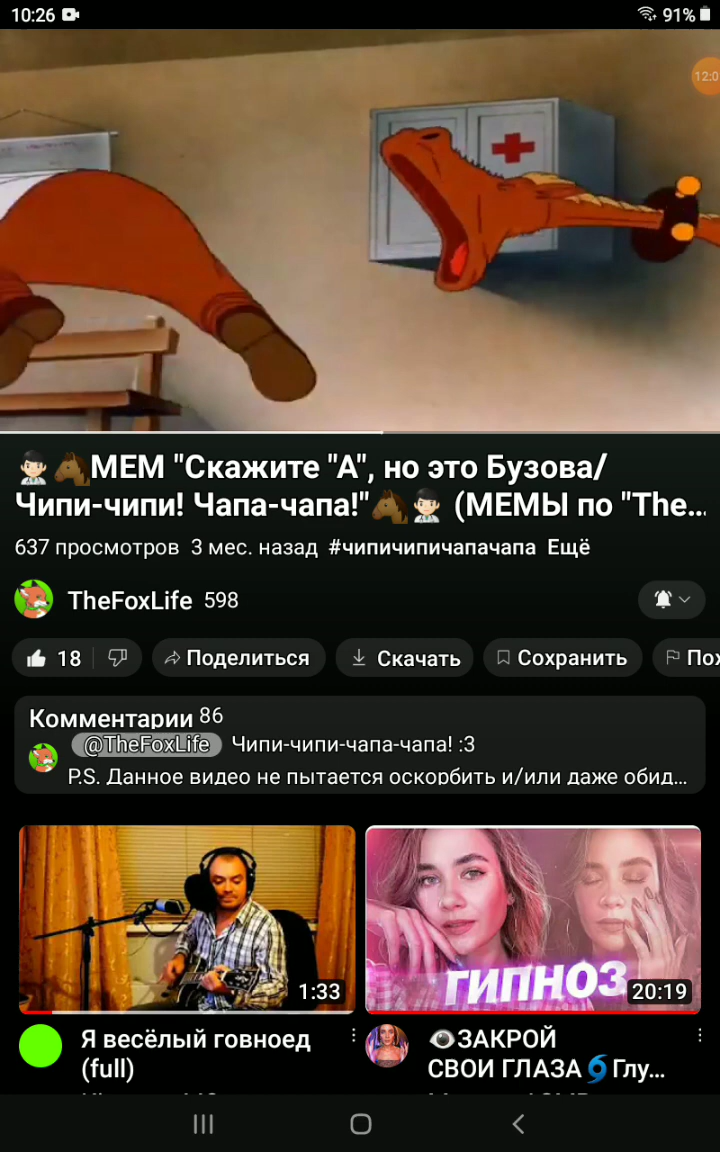 10:26
91%
12:0
👨🏻‍⚕️🐴МЕМ "Скажите "А", но это Бузова/
Чипи-чипи! Чапа-чапа!"🐴👨🏻‍⚕️ (МЕМЫ по "The...
637 просмотров 3 мес. назад #чипичипичапачапа Ещё
TheFoxLife 598
18 Поделиться Скачать Сохранить Пох
Комментарии 86
@TheFoxLife Чипи-чипи-чапа-чапа! :3
P.S. Данное видео не пытается оскорбить и/или даже обид...
1:33
ГИПНОЗ
20:19
Я весёлый говноед
(full)
👁ЗАКРОЙ
СВОИ ГЛАЗА🌀Глу...